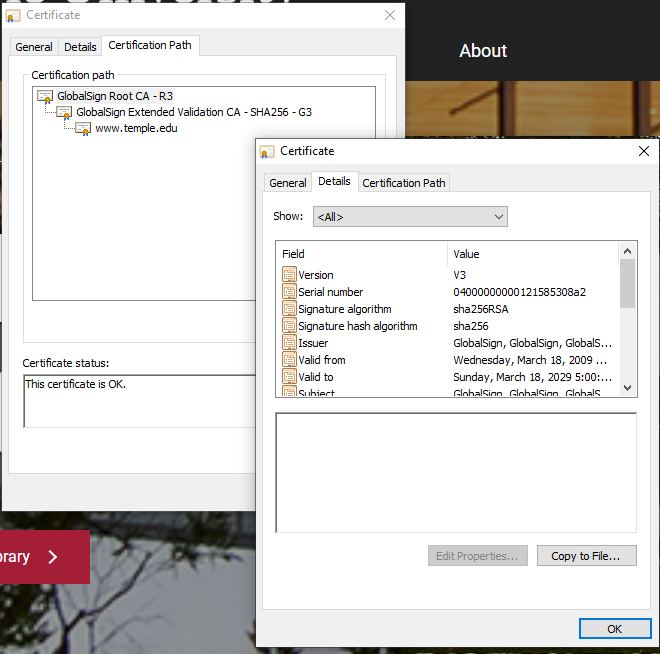 Certificate
General Details Certification Path
About
Certification path
GlobalSign Root CA - R3
GlobalSign Extended Validation CA - SHA256 - G3
www.temple.edu
Certificate status:
This certificate is OK.
Certificate
General Details Certification Path
Show: <All>
Field Value
Version V3
Serial number 04000000000121585308a2
Signature algorithm sha256RSA
Signature hash algorithm sha256
Issuer GlobalSign, GlobalSign, GlobalS...
Valid from Wednesday, March 18, 2009 ...
Valid to Sunday, March 18, 2029 5:00:...
Subject GlobalSign, GlobalSign, GlobalS...
Edit Properties... Copy to File...
OK
brary